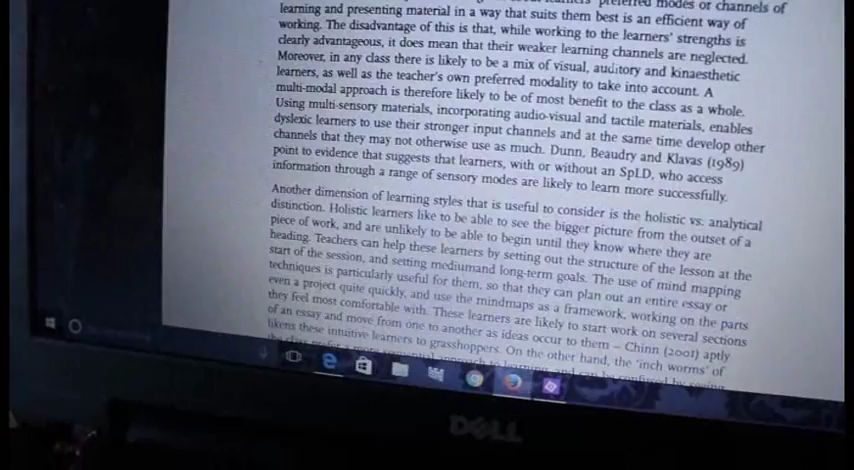 preferred modes or channels of
learning and presenting material in a way that suits them best is an efficient way of
working. The disadvantage of this is that, while working to the learners' strengths is
clearly advantageous, it does mean that their weaker learning channels are neglected.
Moreover, in any class there is likely to be a mix of visual, auditory and kinaesthetic
learners, as well as the teacher's own preferred modality to take into account. A
multi-modal approach is therefore likely to be of most benefit to the class as a whole.
Using multi-sensory materials, incorporating audio-visual and tactile materials, enables
dyslexic learners to use their stronger input channels and at the same time develop other
channels that they may not otherwise use as much. Dunn, Beaudry and Klavas (1989)
point to evidence that suggests that learners, with or without an SpLD, who access
information through a range of sensory modes are likely to learn more successfully.
Another dimension of learning styles that is useful to consider is the holistic vs. analytical
distinction. Holistic learners like to be able to see the bigger picture from the outset of a
piece of work, and are unlikely to be able to begin until they know where they are
heading. Teachers can help these learners by setting out the structure of the lesson at the
start of the session, and setting mediumand long-term goals. The use of mind mapping
techniques is particularly useful for them, so that they can plan out an entire essay or
even a project quite quickly, and use the mindmaps as a framework, working on the parts
they feel most comfortable with. These learners are likely to start work on several sections
of an essay and move from one to another as ideas occur to them – Chinn (2001) aptly
likens these intuitive learners to grasshoppers. On the other hand, the 'inch worms' of
the class prefer a more sequential approach to learning, and can be confused by seeing
DELL